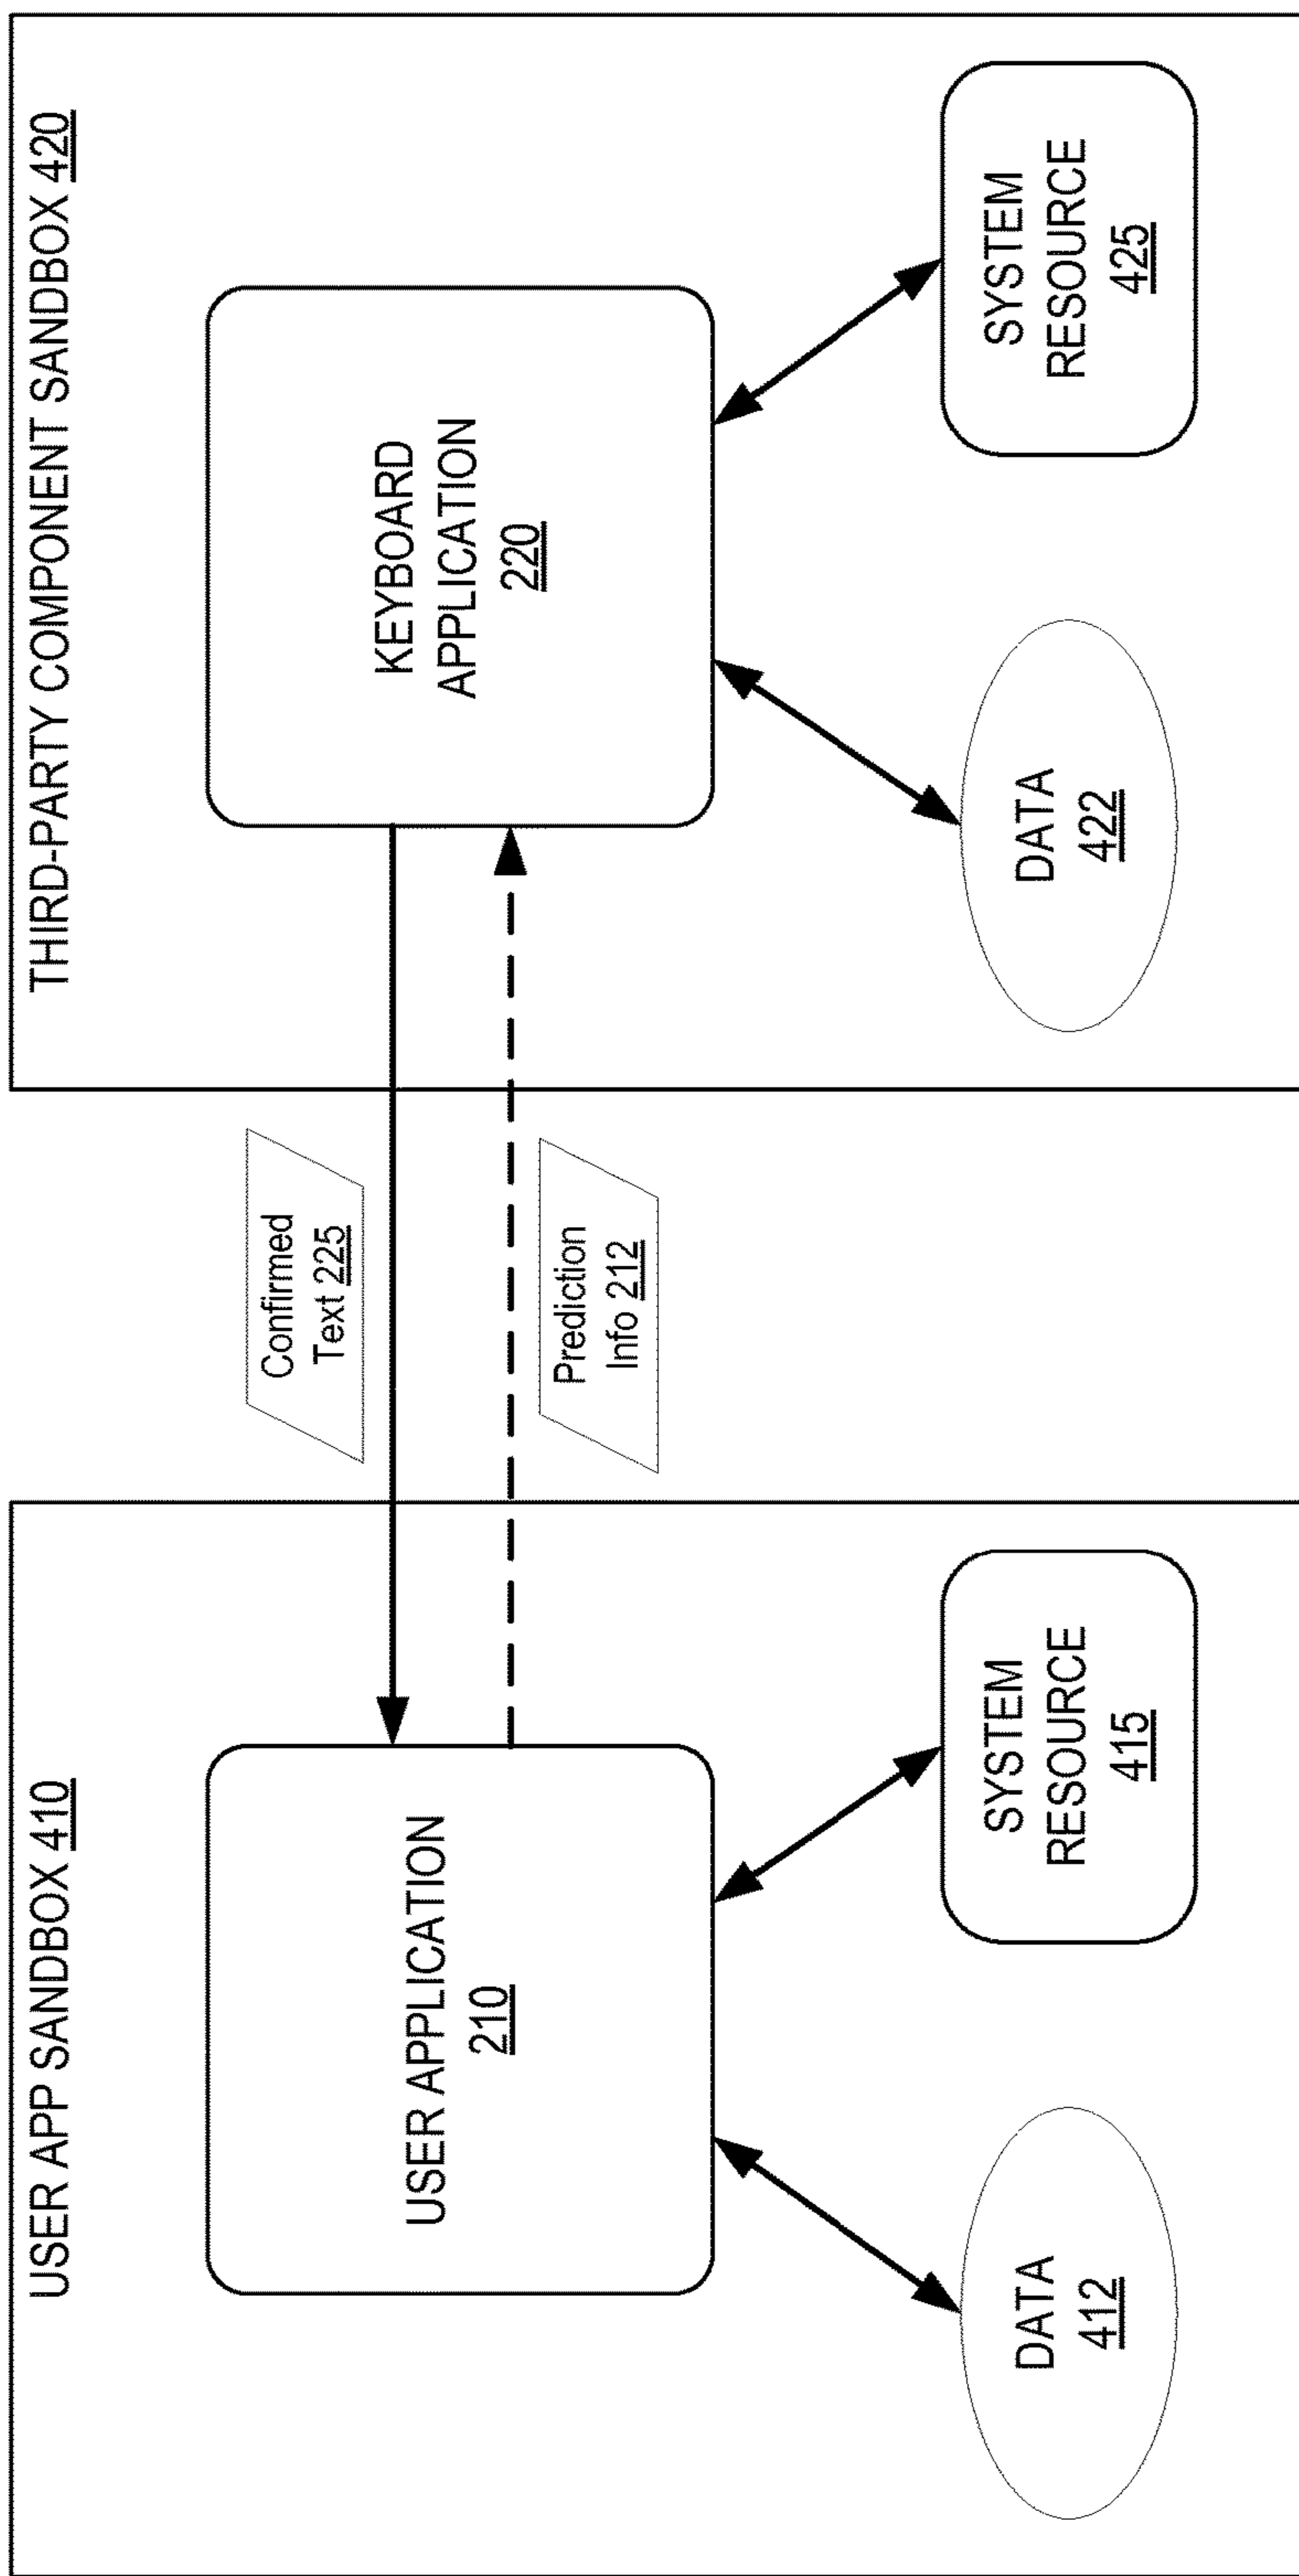 USER APP SANDBOX 410
USER APPLICATION
210
DATA
412
SYSTEM
RESOURCE
415
Confirmed
Text 225
Prediction
Info 212
THIRD-PARTY COMPONENT SANDBOX 420
KEYBOARD
APPLICATION
220
DATA
422
SYSTEM
RESOURCE
425